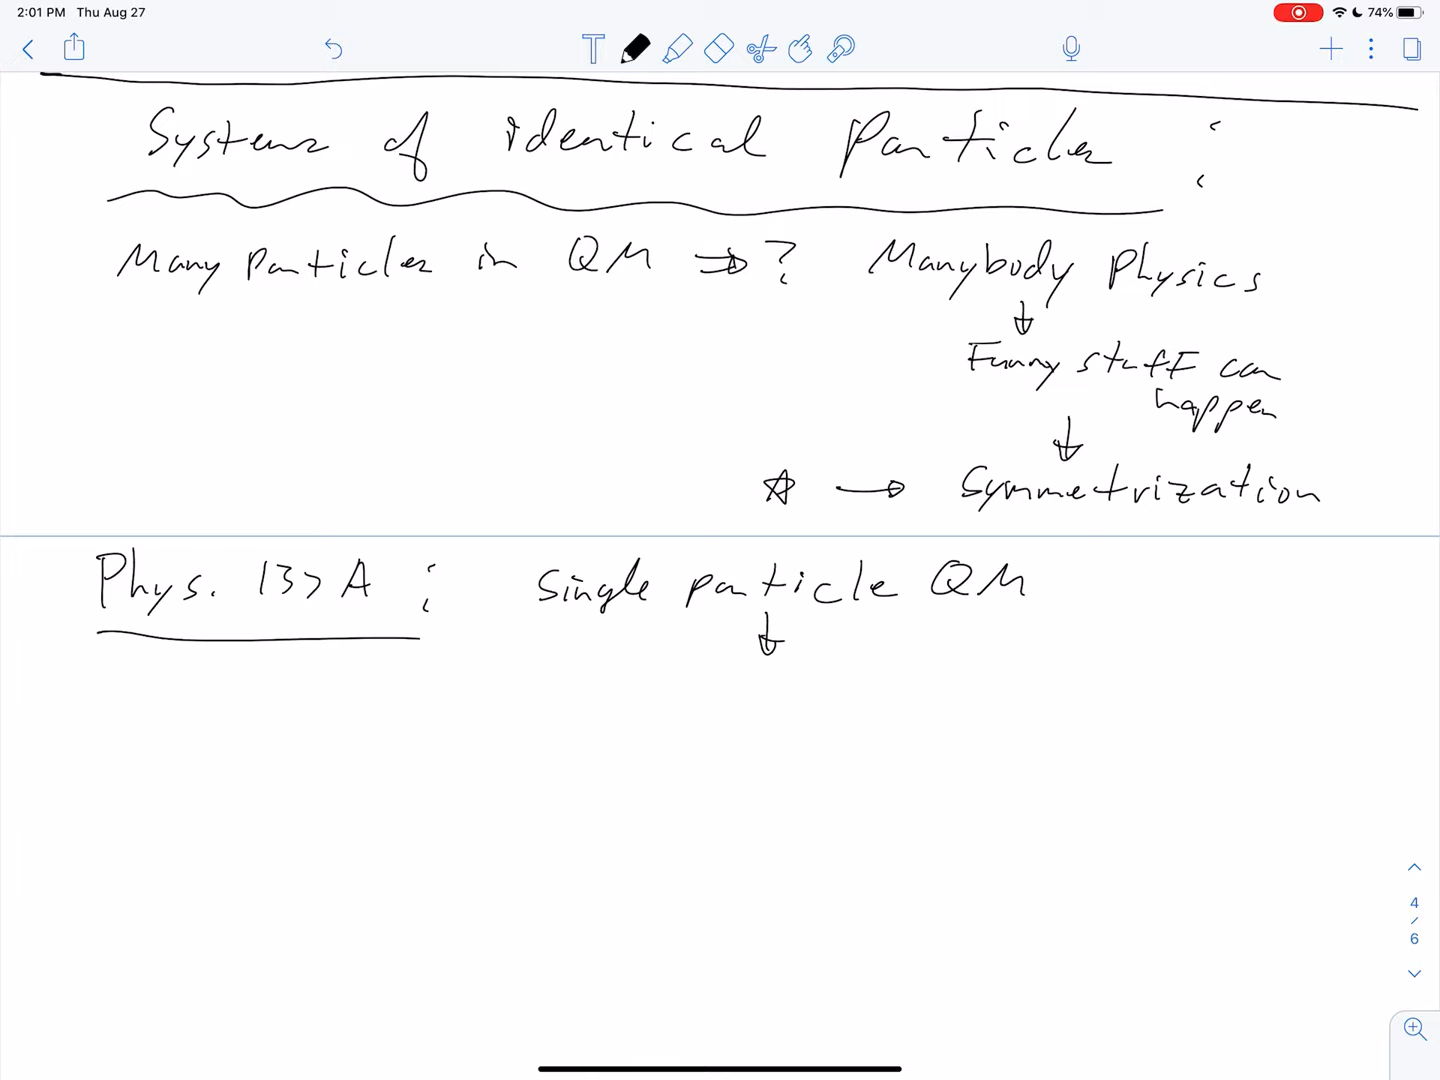 2:01 PM Thu Aug 27
74%
Systems of identical Particles :
Many Particles in QM ⇒ ? Manybody Physics
↓
Funny stuff can
happen
↓
☆ → Symmetrization
Phys. 137A : Single particle QM
↓
4
/
6